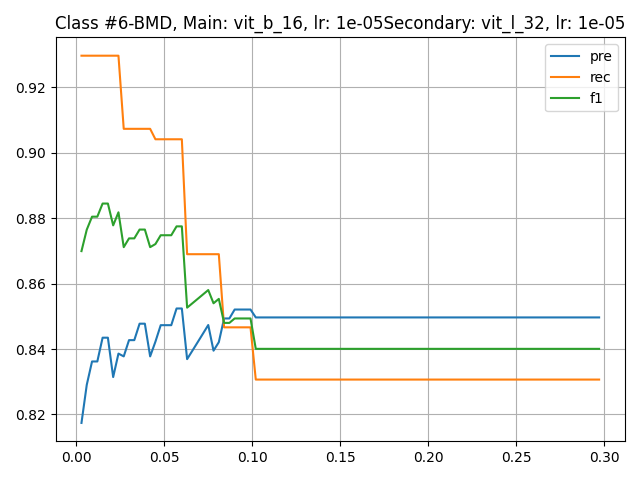 Class #6-BMD, Main: vit_b_16, lr: 1e-05Secondary: vit_l_32, lr: 1e-05
pre
rec
f1
0.92
0.90
0.88
0.86
0.84
0.82
0.00 0.05 0.10 0.15 0.20 0.25 0.30